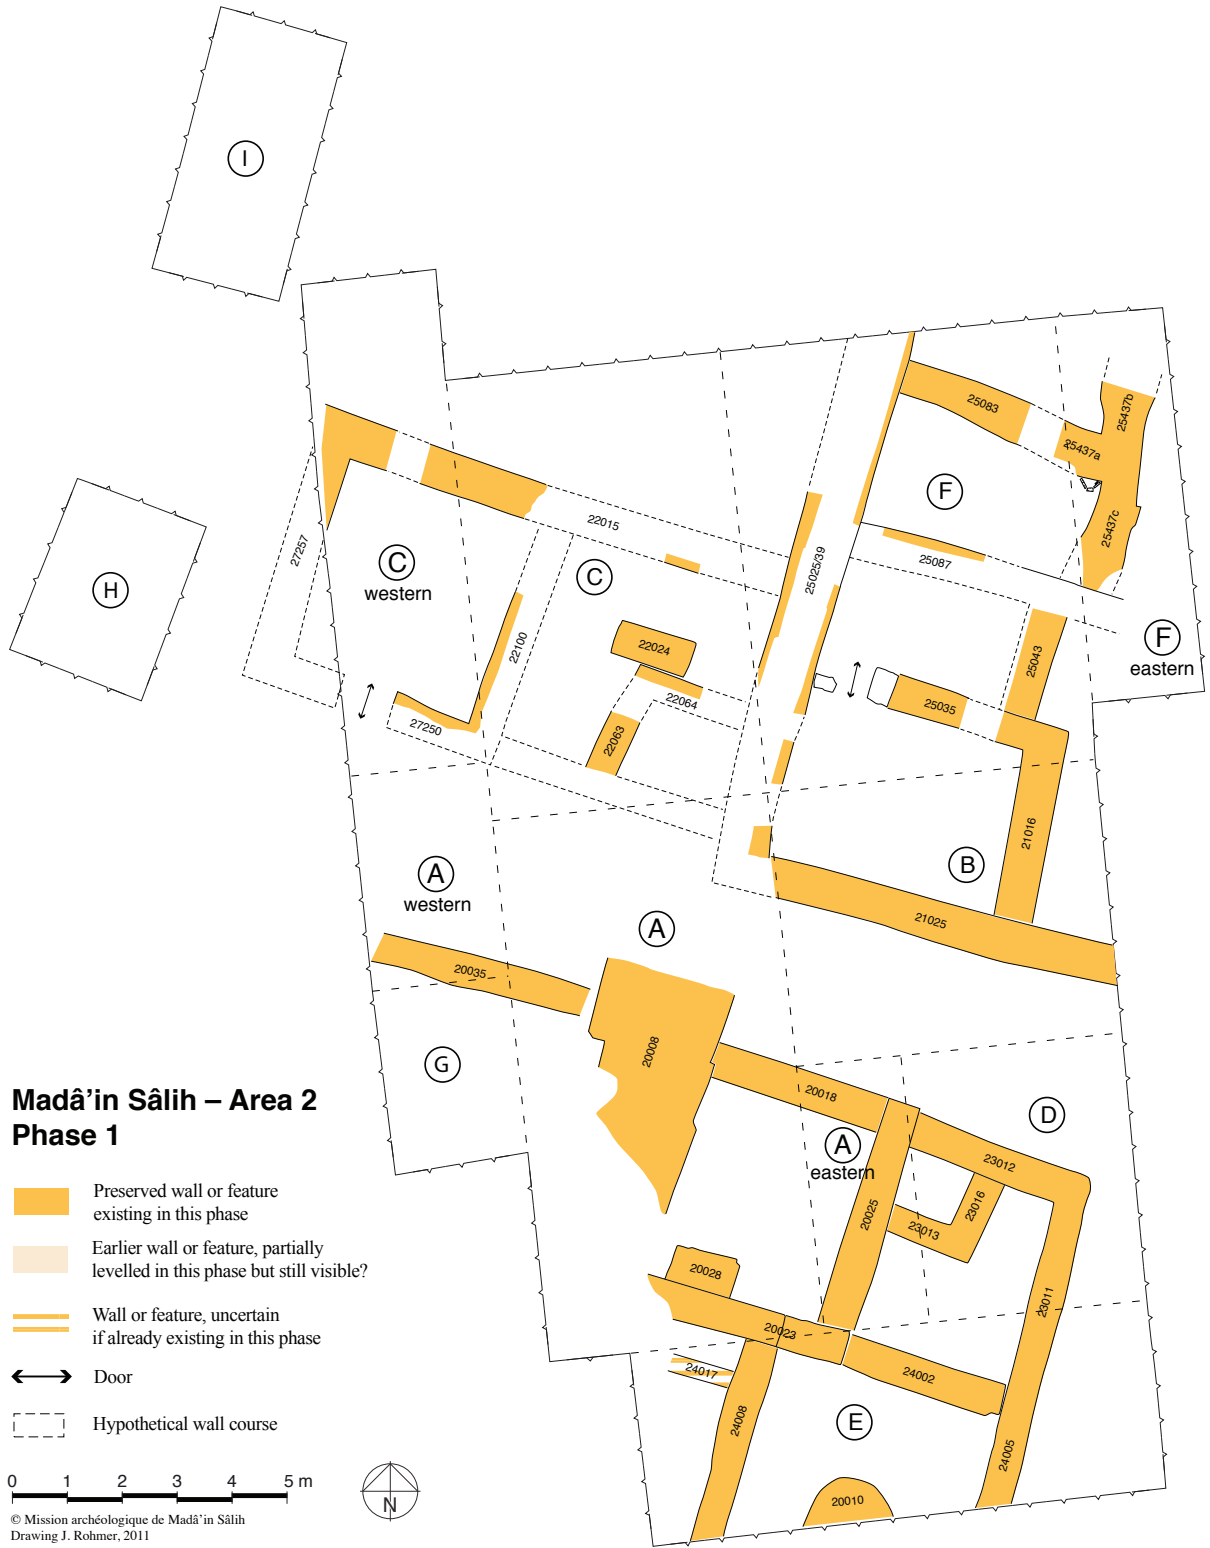 I
25083
25437b
25437a
F
25437c
22015
25025/39
27257
C
western
C
25087
H
22100
22024
F
eastern
25043
22064
25035
27250
22063
21016
A
western
B
A
21025
20035
20008
G
20018
D
A
eastern
23012
23016
20025
23013
20028
23011
20023
24017
24002
24008
E
24005
20010
Madâ’in Sâlih – Area 2
Phase 1
Preserved wall or feature
existing in this phase
Earlier wall or feature, partially
levelled in this phase but still visible?
Wall or feature, uncertain
if already existing in this phase
Door
Hypothetical wall course
0 1 2 3 4 5 m
N
© Mission archéologique de Madâ’in Sâlih
Drawing J. Rohmer, 2011